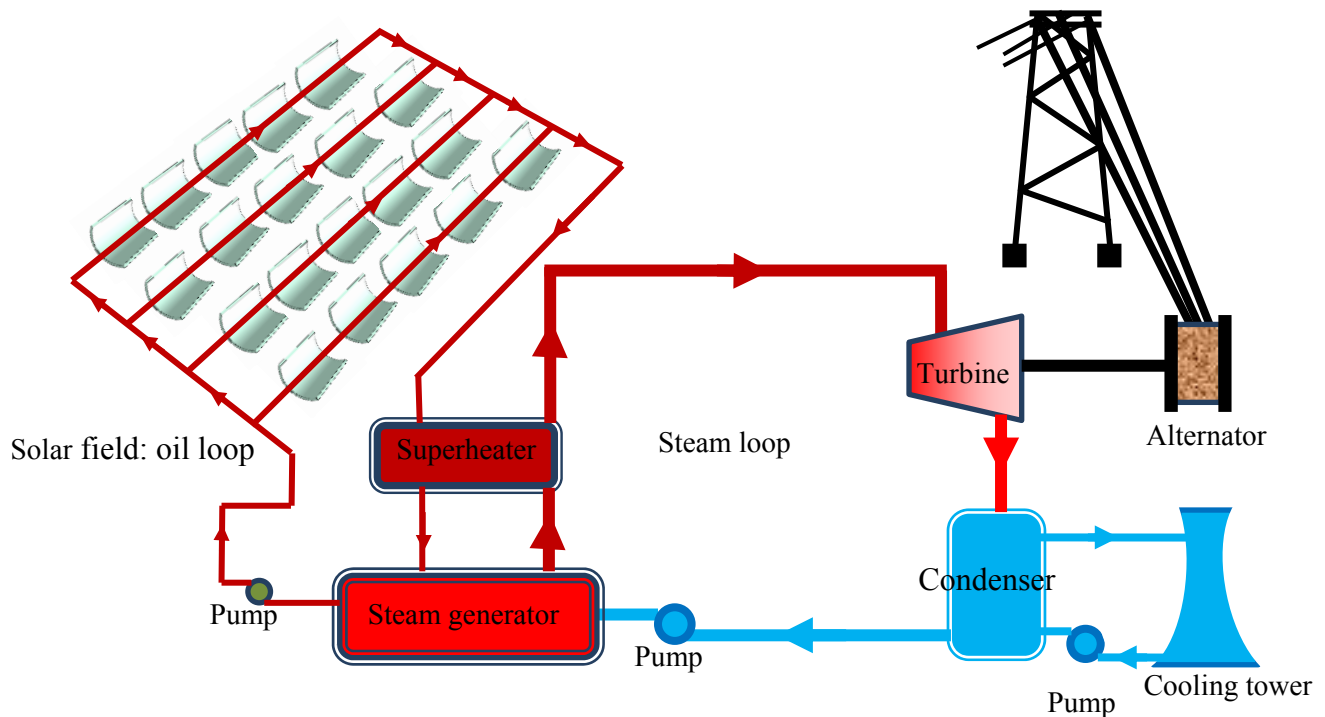 Turbine
Alternator
Solar field: oil loop
Superheater
Steam loop
Condenser
Pump
Steam generator
Pump
Cooling tower
Pump